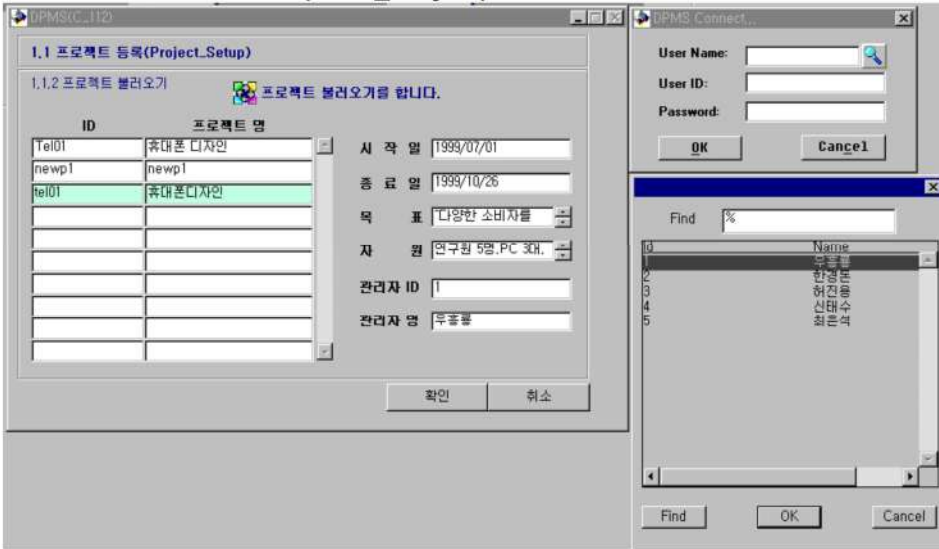 DPMS(C_112)
1.1 프로젝트 등록(Project_Setup)
1.1.2 프로젝트 불러오기
프로젝트 불러오기를 합니다.
ID 프로젝트 명
Tel01 휴대폰 디자인
newp1 newp1
tel01 휴대폰디자인
시 작 일 1999/07/01
종 료 일 1999/10/26
목 표 "다양한 소비자를
자 원 연구원 5명.PC 3대.
관리자 ID 1
관리자 명 우흥룡
확인 취소
DPMS Connect...
User Name:
User ID:
Password:
OK Cancel
Find %
Id Name
1 우흥룡
2 한경돈
3 허진용
4 신태수
5 최은석
Find OK Cancel